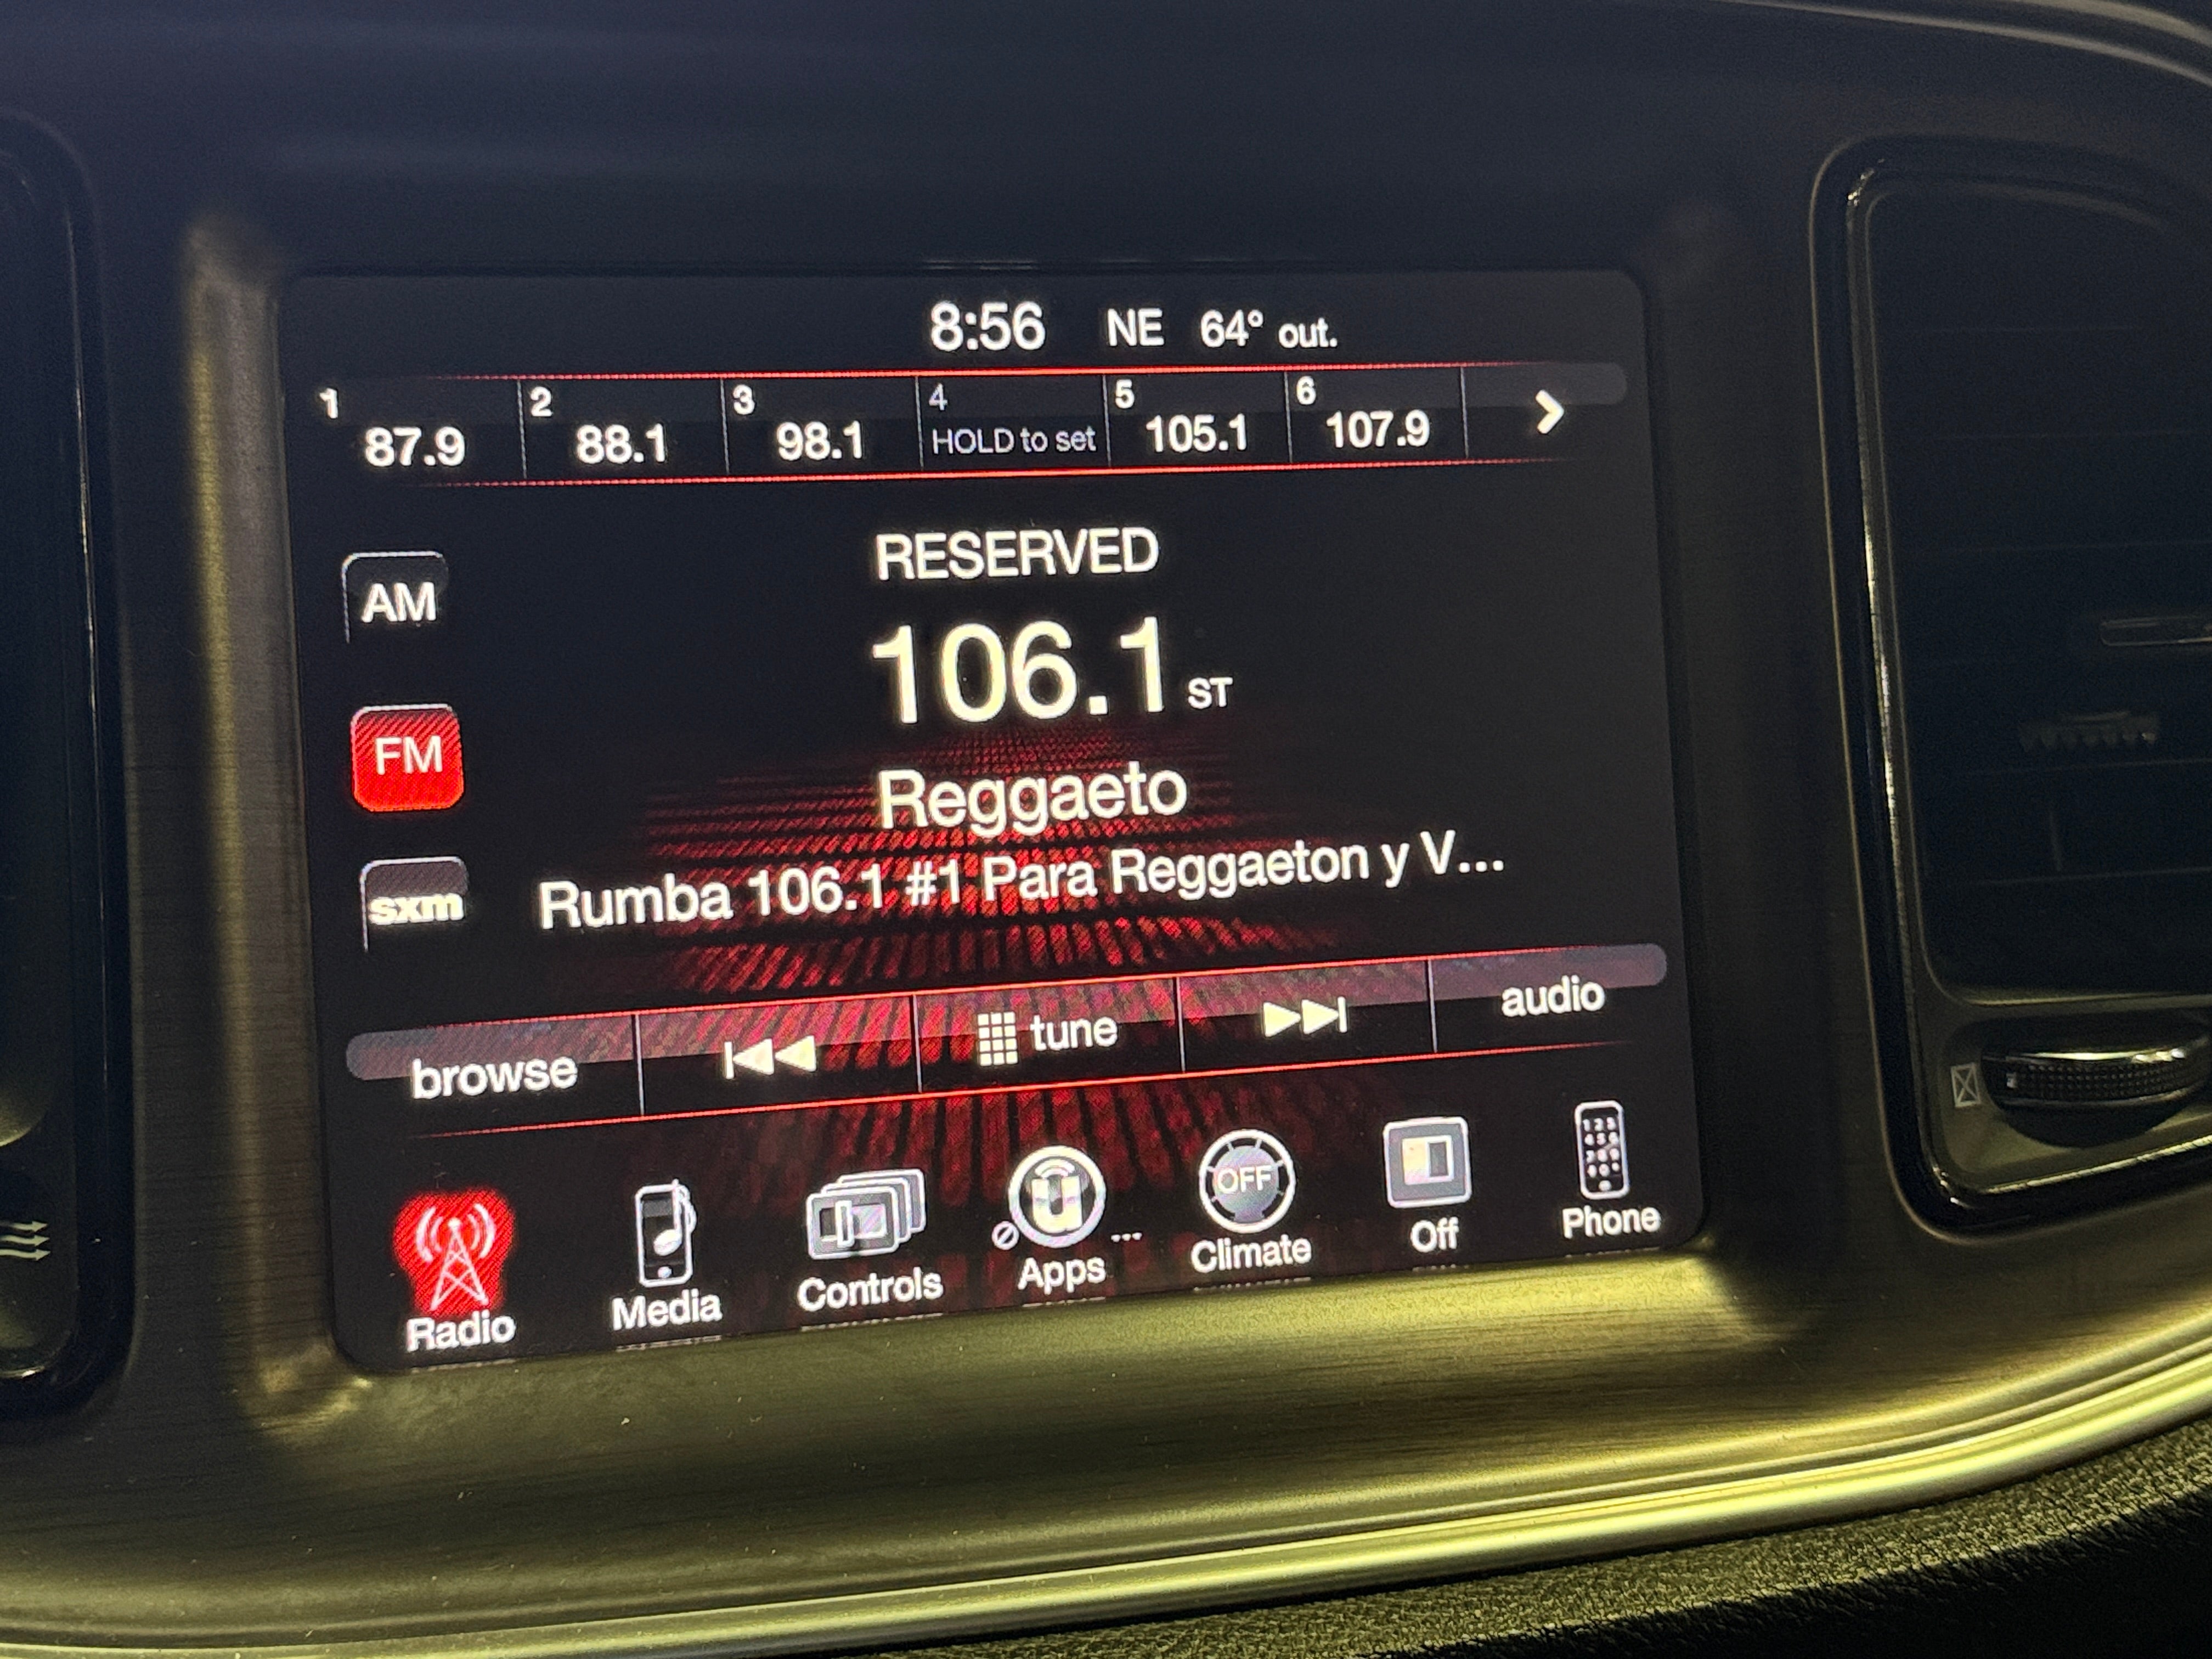 8:56 NE 64° out.
1 2 3 4 5 6
87.9 88.1 98.1 HOLD to set 105.1 107.9
RESERVED
AM
106.1 ST
FM
Reggaeto
Rumba 106.1 #1 Para Reggaeton y V...
sxm
browse tune audio
OFF
Radio Media Controls Apps Climate Off Phone